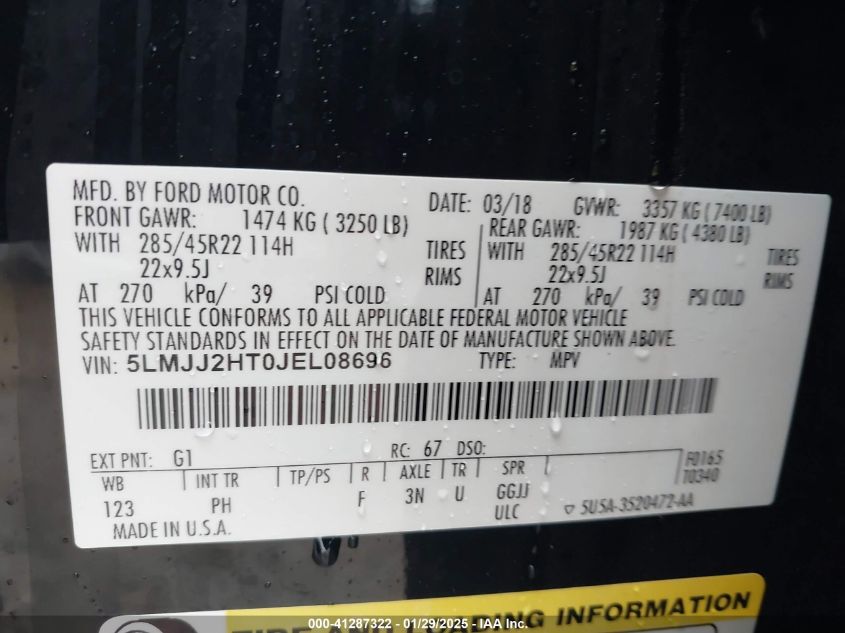 MFD. BY FORD MOTOR CO. DATE: 03/18 GVWR: 3357 KG ( 7400 LB)
FRONT GAWR: 1474 KG ( 3250 LB) REAR GAWR: 1987 KG ( 4380 LB)
WITH 285/45R22 114H TIRES WITH 285/45R22 114H TIRES
22x9.5J RIMS 22x9.5J RIMS
AT 270 kPa/ 39 PSI COLD AT 270 kPa/ 39 PSI COLD
THIS VEHICLE CONFORMS TO ALL APPLICABLE FEDERAL MOTOR VEHICLE
SAFETY STANDARDS IN EFFECT ON THE DATE OF MANUFACTURE SHOWN ABOVE.
VIN: 5LMJJ2HT0JEL08696 TYPE: MPV
EXT PNT: G1 RC: 67 DSO: F0165
WB INT TR TP/PS R AXLE TR SPR T0340
123 PH F 3N U GGJJ
ULC ▽ 5U5A-3520472-AA
MADE IN U.S.A.
TIRE AND LOADING INFORMATION
000-41287322 - 01/29/2025 - IAA Inc.